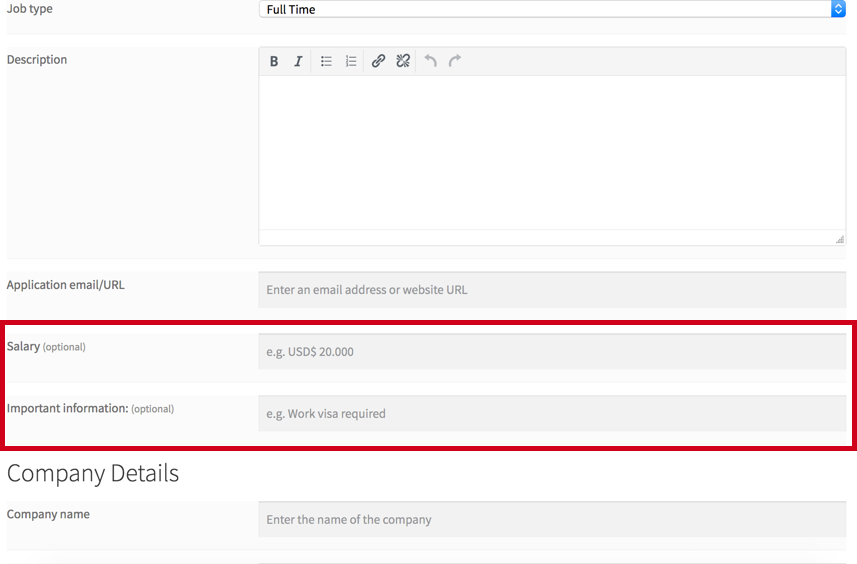 Job type
Full Time
Description
B I
Application email/URL
Enter an email address or website URL
Salary (optional)
e.g. USD$ 20.000
Important information: (optional)
e.g. Work visa required
Company Details
Company name
Enter the name of the company